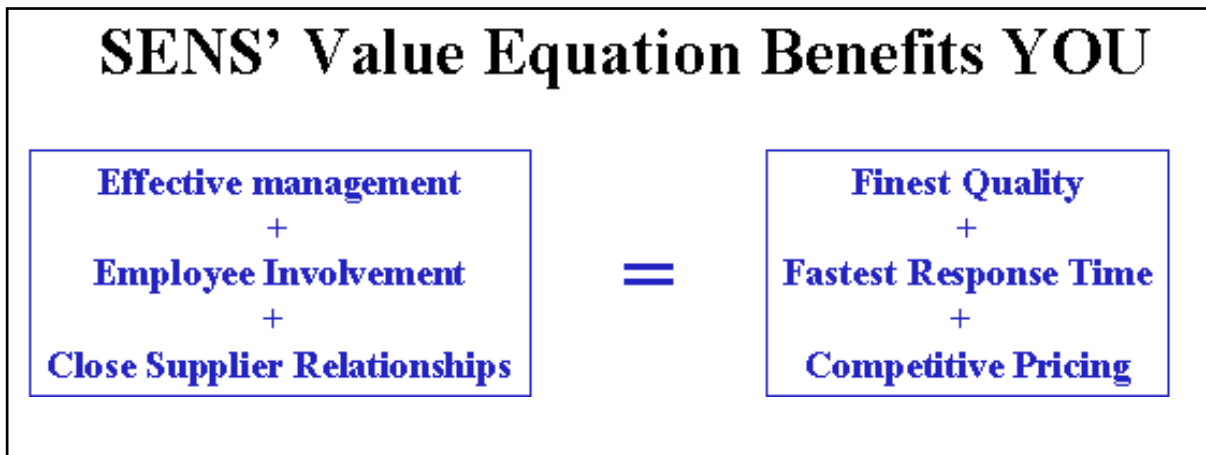 SENS’ Value Equation Benefits YOU
Effective management
+
Employee Involvement
+
Close Supplier Relationships
=
Finest Quality
+
Fastest Response Time
+
Competitive Pricing